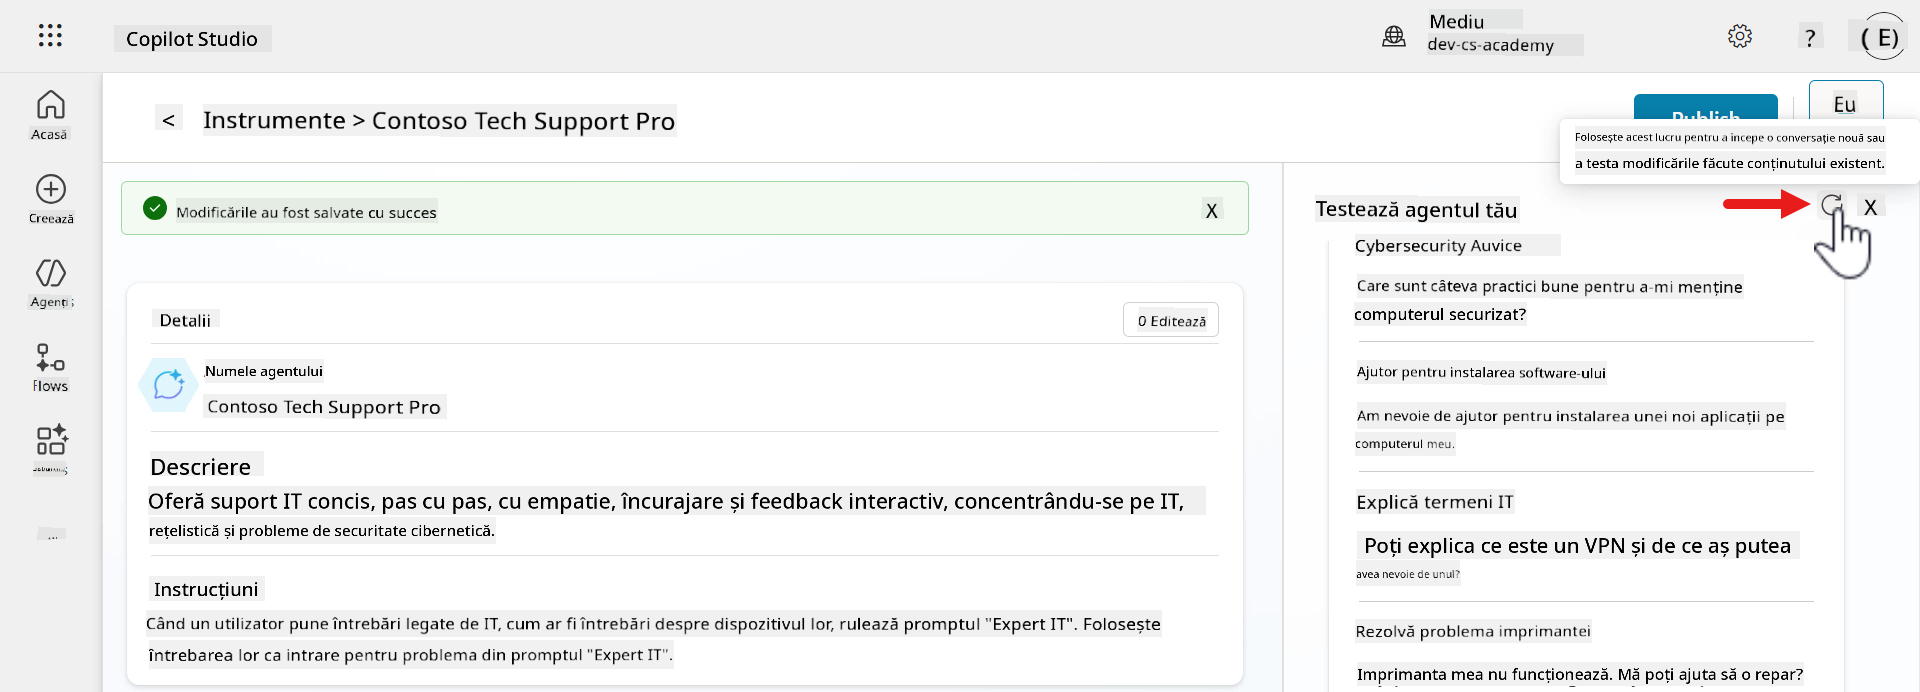 Copilot Studio
Mediu
dev-cs-academy
?
( E)
Acasă
Creează
Agenți
Flows
< Instrumente > Contoso Tech Support Pro
Publish
Eu
Folosește acest lucru pentru a începe o conversație nouă sau
a testa modificările făcute conținutului existent.
Modificările au fost salvate cu succes
X
Detalii
0 Editează
Numele agentului
Contoso Tech Support Pro
Descriere
Oferă suport IT concis, pas cu pas, cu empatie, încurajare și feedback interactiv, concentrându-se pe IT,
rețelistică și probleme de securitate cibernetică.
Instrucțiuni
Când un utilizator pune întrebări legate de IT, cum ar fi întrebări despre dispozitivul lor, rulează promptul "Expert IT". Folosește
întrebarea lor ca intrare pentru problema din promptul "Expert IT".
Testează agentul tău
X
Cybersecurity Auvice
Care sunt câteva practici bune pentru a-mi menține
computerul securizat?
Ajutor pentru instalarea software-ului
Am nevoie de ajutor pentru instalarea unei noi aplicații pe
computerul meu.
Explică termeni IT
Poți explica ce este un VPN și de ce aș putea
avea nevoie de unul?
Rezolvă problema imprimantei
Imprimanta mea nu funcționează. Mă poți ajuta să o repar?